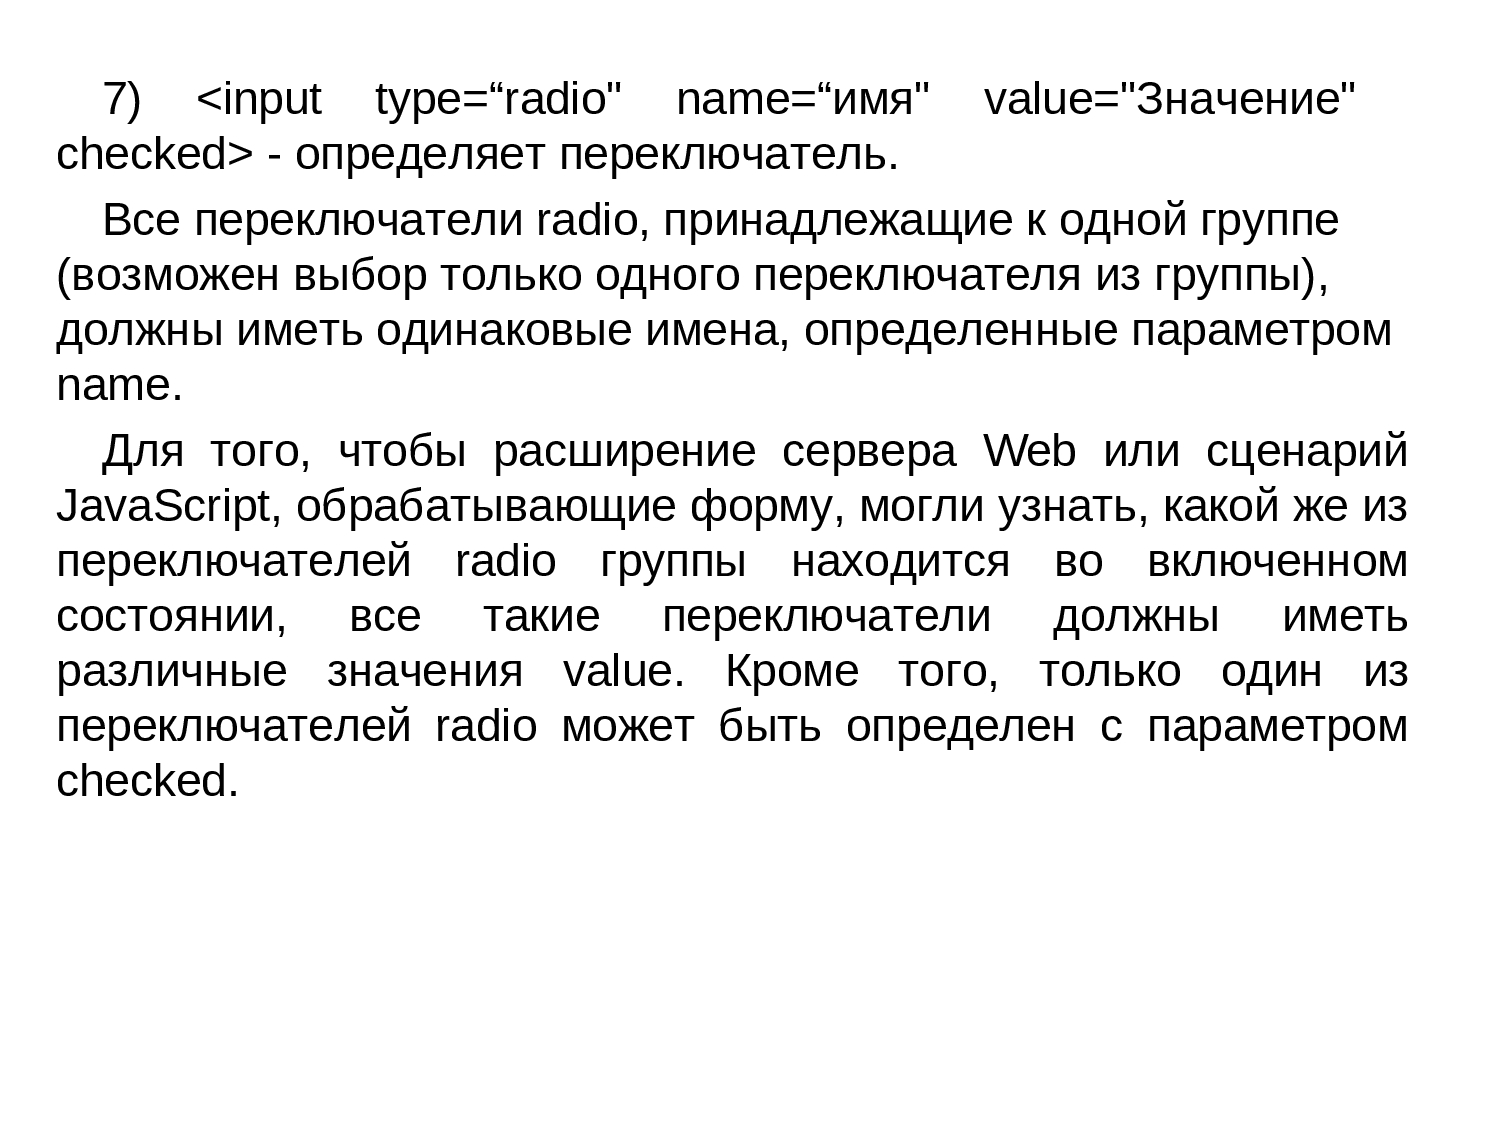 7) <input type=“radio" name=“имя" value="Значение"
checked> - определяет переключатель.
Все переключатели radio, принадлежащие к одной группе
(возможен выбор только одного переключателя из группы),
должны иметь одинаковые имена, определенные параметром
name.
Для того, чтобы расширение сервера Web или сценарий
JavaScript, обрабатывающие форму, могли узнать, какой же из
переключателей radio группы находится во включенном
состоянии, все такие переключатели должны иметь
различные значения value. Кроме того, только один из
переключателей radio может быть определен с параметром
checked.